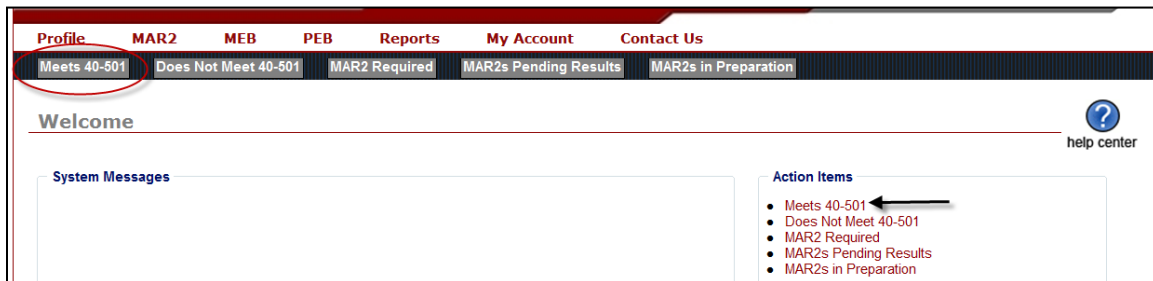 Profile MAR2 MEB PEB Reports My Account Contact Us
Meets 40-501 Does Not Meet 40-501 MAR2 Required MAR2s Pending Results MAR2s in Preparation
Welcome
help center
System Messages
Action Items
Meets 40-501
Does Not Meet 40-501
MAR2 Required
MAR2s Pending Results
MAR2s in Preparation